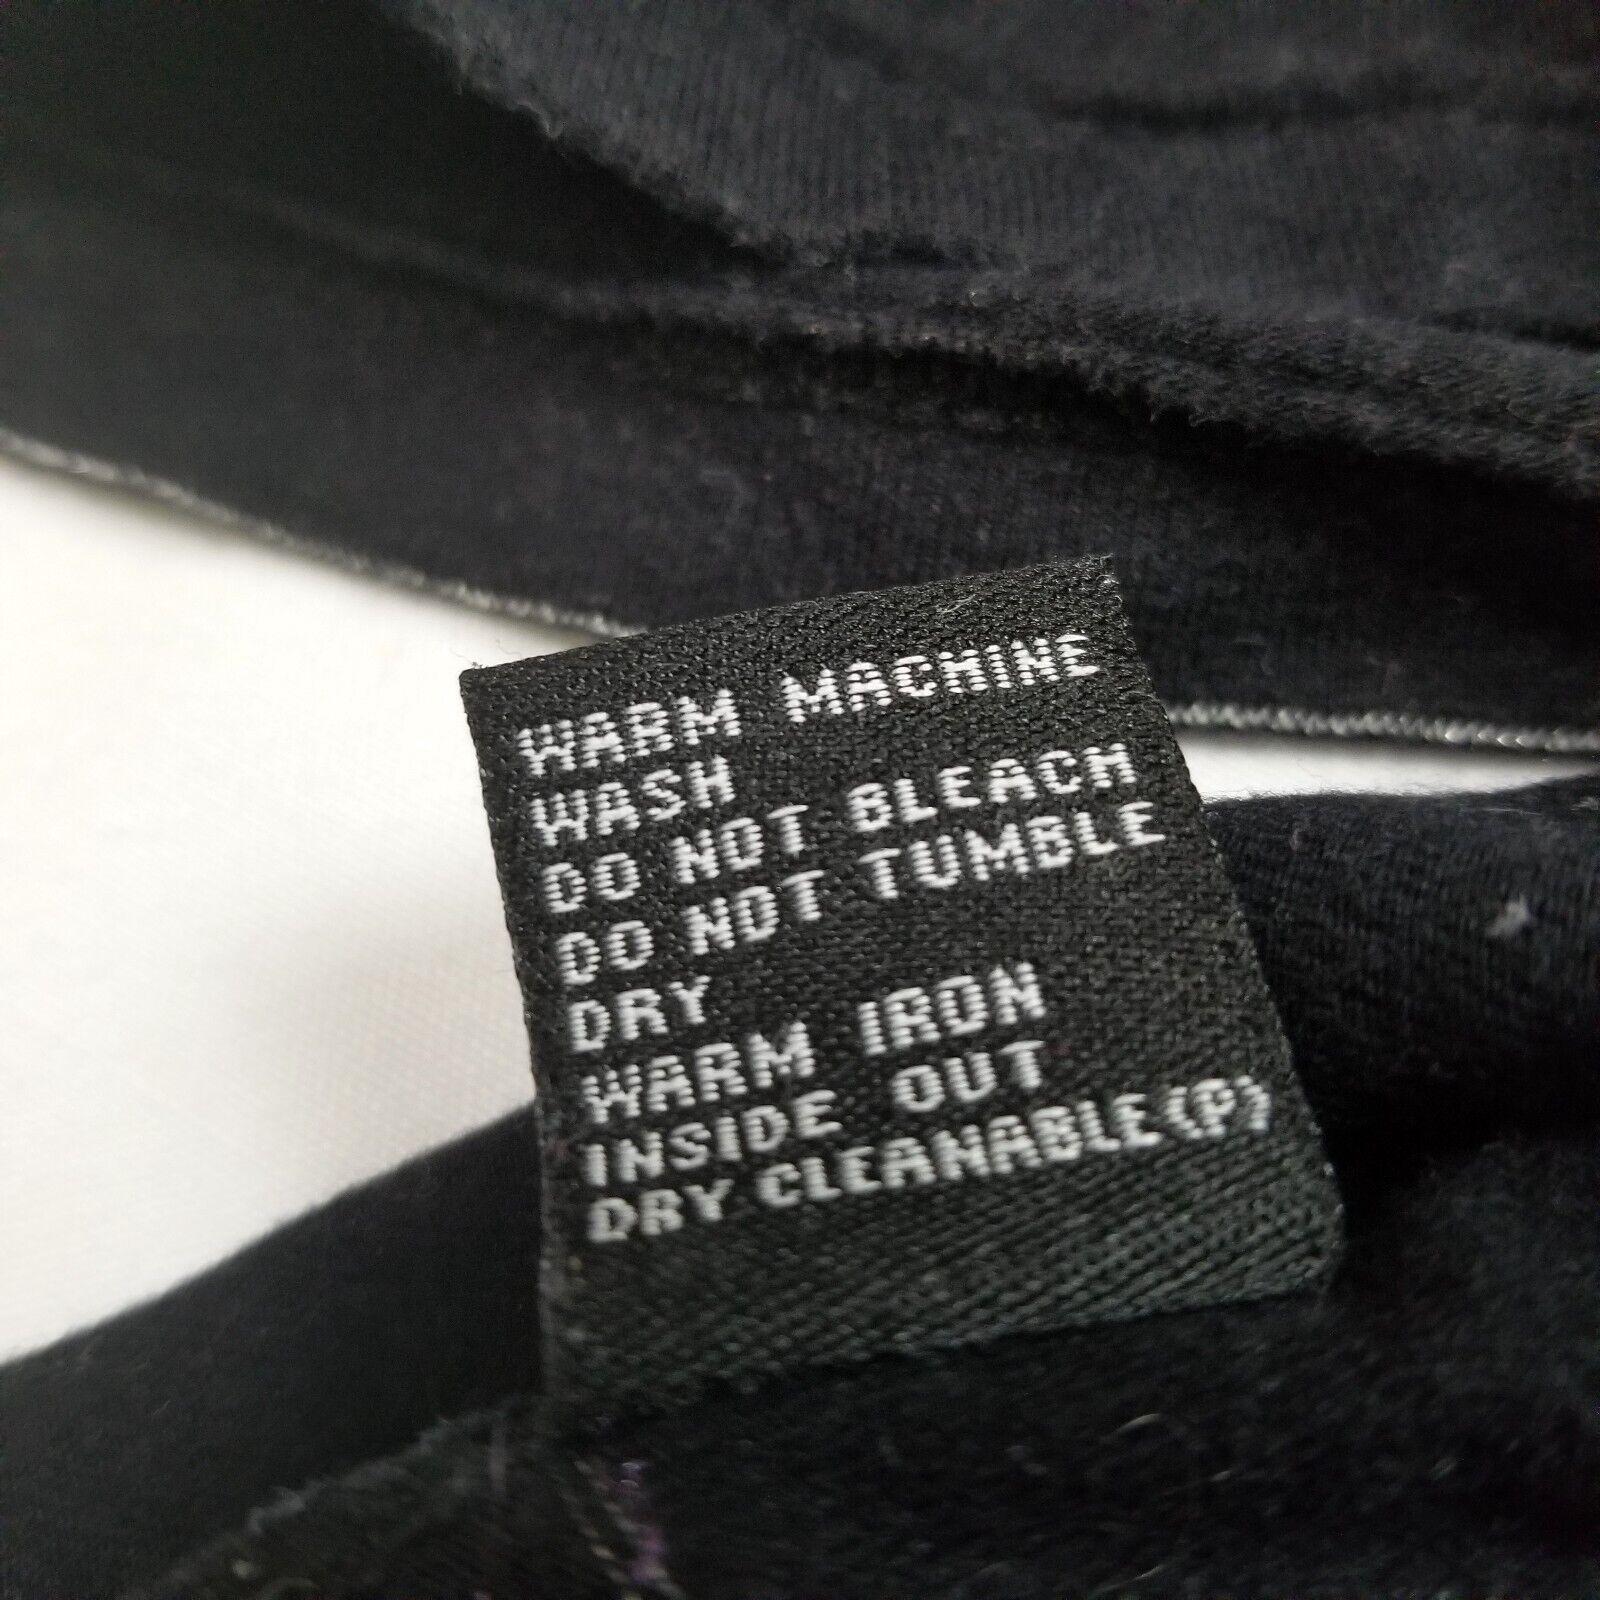 WARM MACHINE
WASH
DO NOT BLEACH
DO NOT TUMBLE
DRY
WARM IRON
INSIDE OUT
DRY CLEANABLE(P)